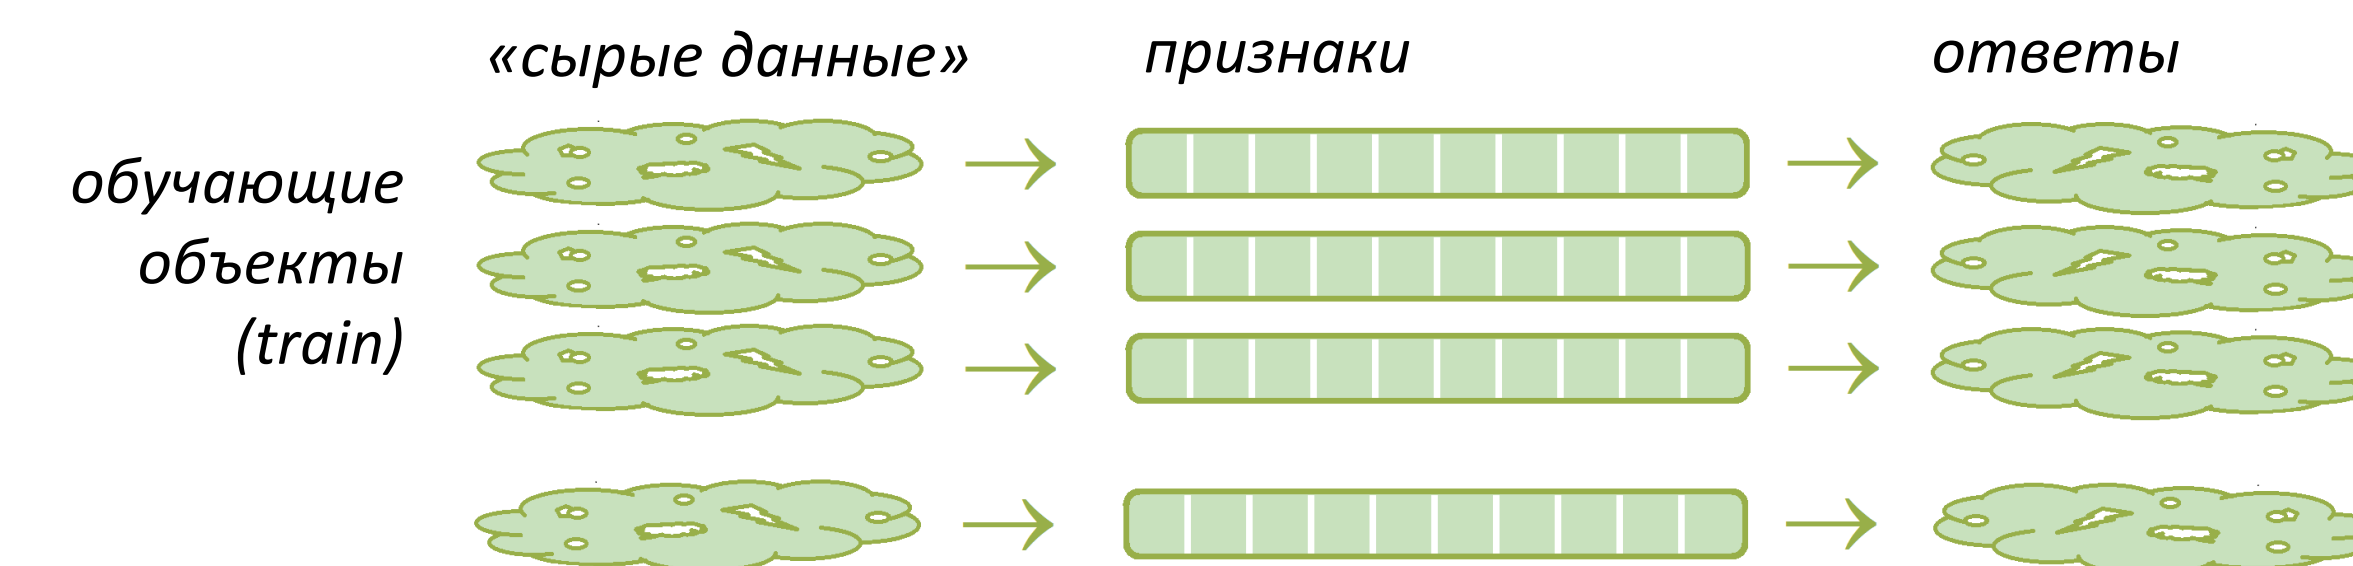 «сырые данные»
признаки
ответы
обучающие
объекты
(train)